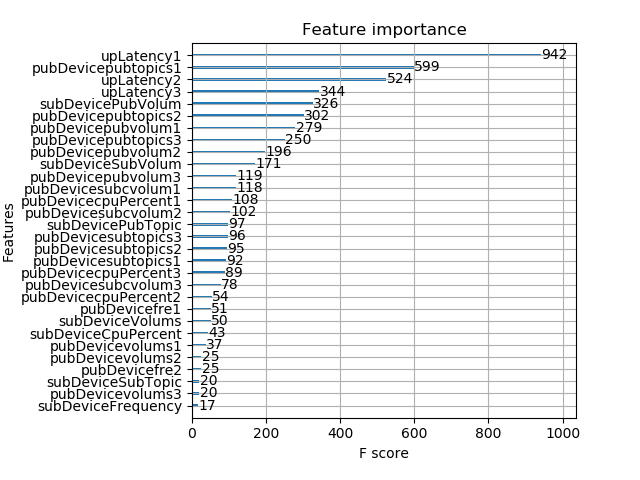 Feature importance
upLatency1 942
pubDevicepubtopics1 599
upLatency2 524
upLatency3 344
subDevicePubVolum 326
pubDevicepubtopics2 302
pubDevicepubvolum1 279
pubDevicepubtopics3 250
pubDevicepubvolum2 196
subDeviceSubVolum 171
pubDevicepubvolum3 119
pubDevicesubcvolum1 118
pubDevicecpuPercent1 108
pubDevicesubcvolum2 102
subDevicePubTopic 97
pubDevicesubtopics3 96
pubDevicesubtopics2 95
pubDevicesubtopics1 92
pubDevicecpuPercent3 89
pubDevicesubcvolum3 78
pubDevicecpuPercent2 54
pubDevicefre1 51
subDeviceVolums 50
subDeviceCpuPercent 43
pubDevicevolums1 37
pubDevicevolums2 25
pubDevicefre2 25
subDeviceSubTopic 20
pubDevicevolums3 20
subDeviceFrequency 17
Features
0 200 400 600 800 1000
F score